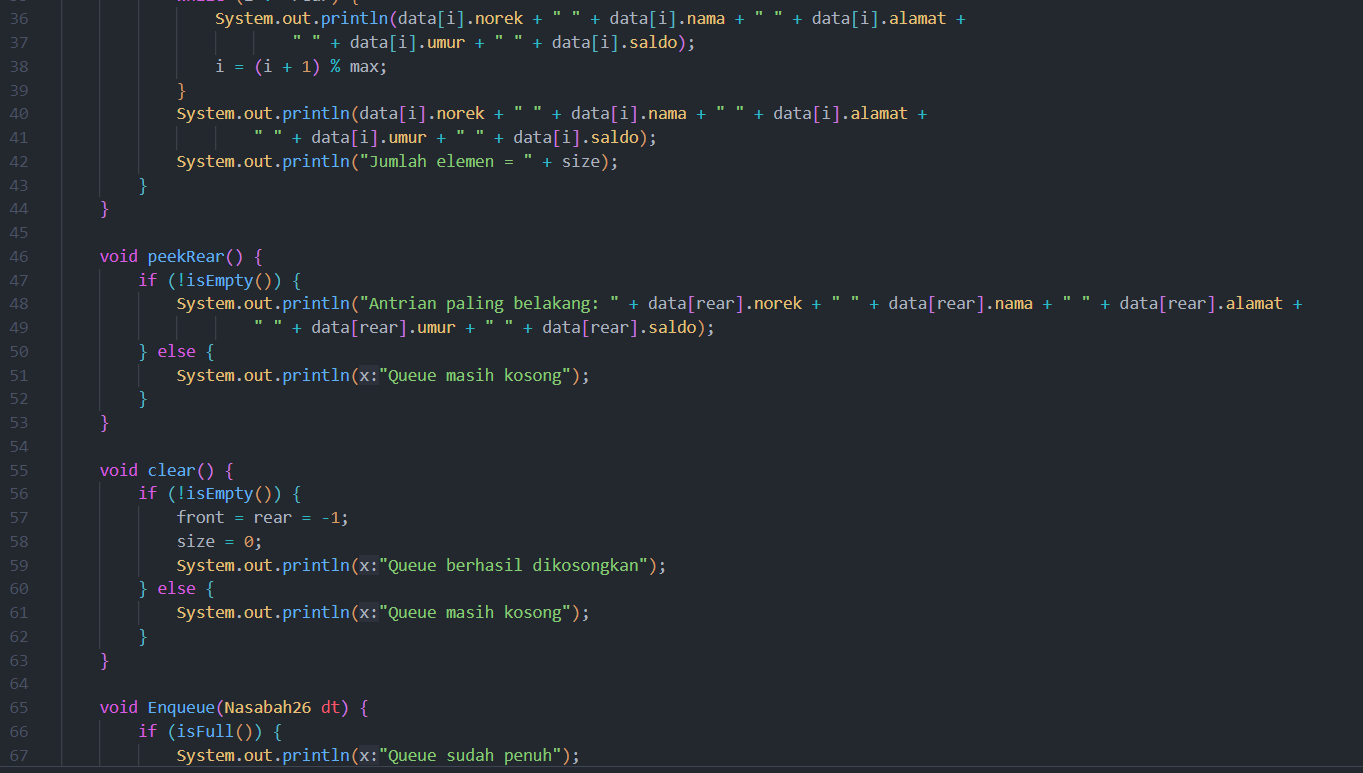 36 System.out.println(data[i].norek + " " + data[i].nama + " " + data[i].alamat +
37 " " + data[i].umur + " " + data[i].saldo);
38 i = (i + 1) % max;
39 }
40 System.out.println(data[i].norek + " " + data[i].nama + " " + data[i].alamat +
41 " " + data[i].umur + " " + data[i].saldo);
42 System.out.println("Jumlah elemen = " + size);
43 }
44 }
45
46 void peekRear() {
47 if (!isEmpty()) {
48 System.out.println("Antrian paling belakang: " + data[rear].norek + " " + data[rear].nama + " " + data[rear].alamat +
49 " " + data[rear].umur + " " + data[rear].saldo);
50 } else {
51 System.out.println(x:"Queue masih kosong");
52 }
53 }
54
55 void clear() {
56 if (!isEmpty()) {
57 front = rear = -1;
58 size = 0;
59 System.out.println(x:"Queue berhasil dikosongkan");
60 } else {
61 System.out.println(x:"Queue masih kosong");
62 }
63 }
64
65 void Enqueue(Nasabah26 dt) {
66 if (isFull()) {
67 System.out.println(x:"Queue sudah penuh");